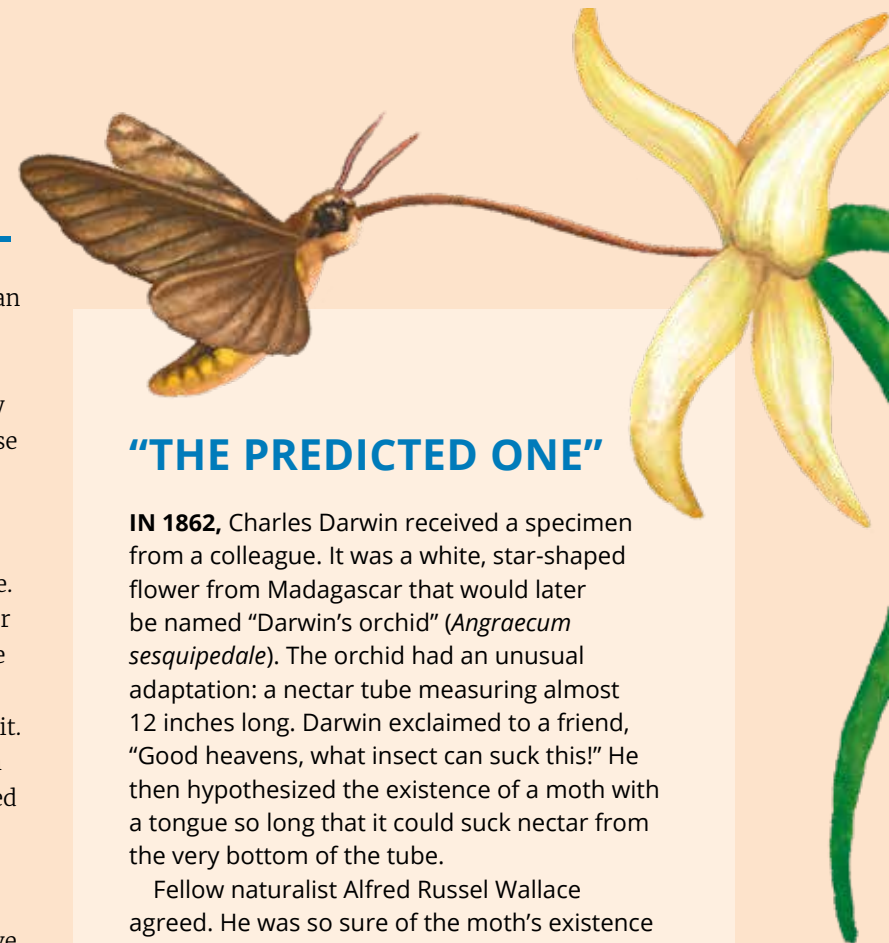 an
se
e.
r
e
it.
ed
“THE PREDICTED ONE”
IN 1862, Charles Darwin received a specimen
from a colleague. It was a white, star-shaped
flower from Madagascar that would later
be named “Darwin’s orchid” (Angraecum
sesquipedale). The orchid had an unusual
adaptation: a nectar tube measuring almost
12 inches long. Darwin exclaimed to a friend,
“Good heavens, what insect can suck this!” He
then hypothesized the existence of a moth with
a tongue so long that it could suck nectar from
the very bottom of the tube.
Fellow naturalist Alfred Russel Wallace
agreed. He was so sure of the moth’s existence